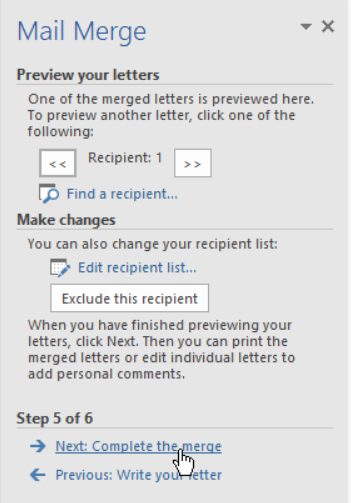 Mail Merge
Preview your letters
One of the merged letters is previewed here.
To preview another letter, click one of the
following:
<< Recipient: 1 >>
Find a recipient...
Make changes
You can also change your recipient list:
Edit recipient list...
Exclude this recipient
When you have finished previewing your
letters, click Next. Then you can print the
merged letters or edit individual letters to
add personal comments.
Step 5 of 6
Next: Complete the merge
Previous: Write your letter